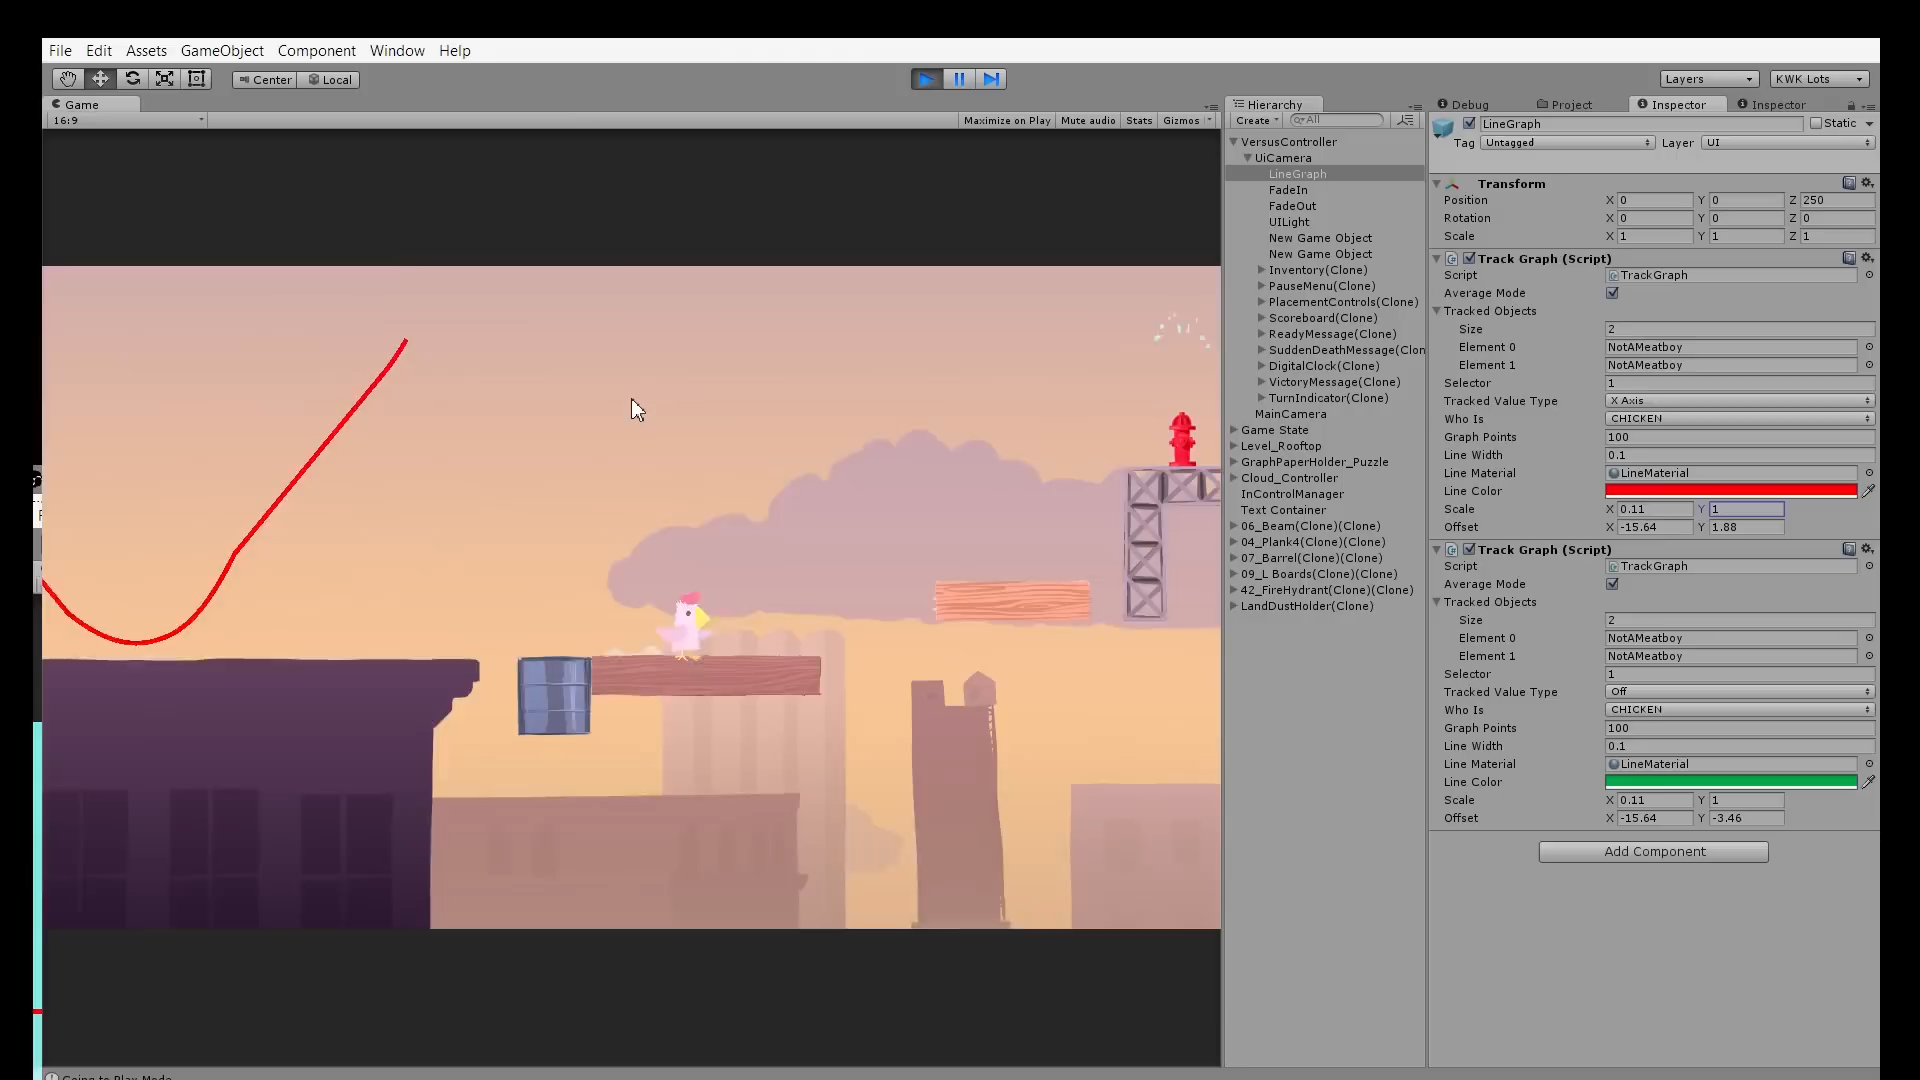 File Edit Assets GameObject Component Window Help
Center Local Layers KWK Lots
Game Hierarchy Debug Project Inspector Inspector
16:9 Maximize on Play Mute audio Stats Gizmos Create All
LineGraph Static
Tag Untagged Layer UI
VersusController
UiCamera
LineGraph
FadeIn
FadeOut
UILight
New Game Object
New Game Object
Inventory(Clone)
PauseMenu(Clone)
PlacementControls(Clone)
Scoreboard(Clone)
ReadyMessage(Clone)
SuddenDeathMessage(Clon
DigitalClock(Clone)
VictoryMessage(Clone)
TurnIndicator(Clone)
MainCamera
Game State
Level_Rooftop
GraphPaperHolder_Puzzle
Cloud_Controller
InControlManager
Text Container
06_Beam(Clone)(Clone)
04_Plank4(Clone)(Clone)
07_Barrel(Clone)(Clone)
09_L Boards(Clone)(Clone)
42_FireHydrant(Clone)(Clone)
LandDustHolder(Clone)
Transform
Position X 0 Y 0 Z 250
Rotation X 0 Y 0 Z 0
Scale X 1 Y 1 Z 1
Track Graph (Script)
Script TrackGraph
Average Mode
Tracked Objects
Size 2
Element 0 NotAMeatboy
Element 1 NotAMeatboy
Selector 1
Tracked Value Type X Axis
Who Is CHICKEN
Graph Points 100
Line Width 0.1
Line Material LineMaterial
Line Color
Scale X 0.11 Y 1
Offset X -15.64 Y 1.88
Track Graph (Script)
Script TrackGraph
Average Mode
Tracked Objects
Size 2
Element 0 NotAMeatboy
Element 1 NotAMeatboy
Selector 1
Tracked Value Type Off
Who Is CHICKEN
Graph Points 100
Line Width 0.1
Line Material LineMaterial
Line Color
Scale X 0.11 Y 1
Offset X -15.64 Y -3.46
Add Component
Going to Play Mode